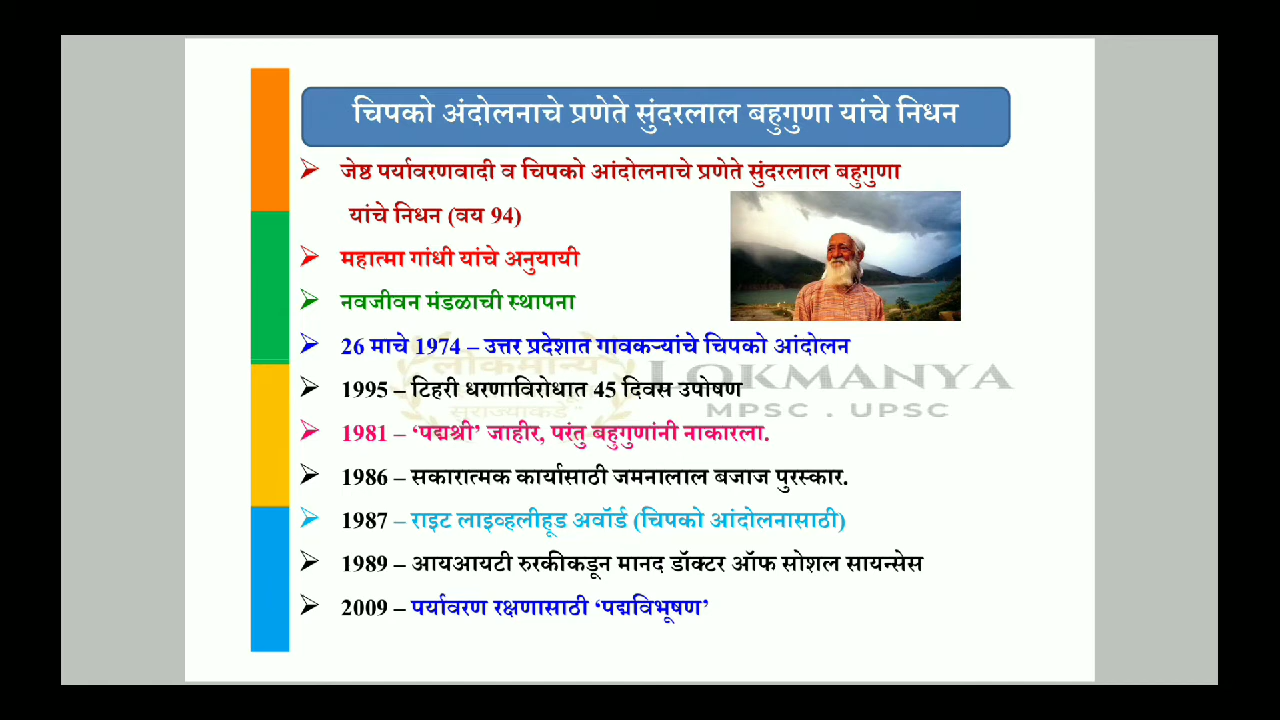 चिपको अंदोलनाचे प्रणेते सुंदरलाल बहुगुणा यांचे निधन
जेष्ठ पर्यावरणवादी व चिपको आंदोलनाचे प्रणेते सुंदरलाल बहुगुणा
यांचे निधन (वय 94)
महात्मा गांधी यांचे अनुयायी
नवजीवन मंडळाची स्थापना
26 माचे 1974 – उत्तर प्रदेशात गावकऱ्यांचे चिपको आंदोलन
लोकमान्य
LOKMANYA
1995 – टिहरी धरणाविरोधात 45 दिवस उपोषण
सुराज्याकडे"
MPSC . UPSC
1981 – ‘पद्मश्री’ जाहीर, परंतु बहुगुणांनी नाकारला.
1986 – सकारात्मक कार्यासाठी जमनालाल बजाज पुरस्कार.
1987 – राइट लाइव्हलीहूड अवॉर्ड (चिपको आंदोलनासाठी)
1989 – आयआयटी रुरकीकडून मानद डॉक्टर ऑफ सोशल सायन्सेस
2009 – पर्यावरण रक्षणासाठी ‘पद्मविभूषण’